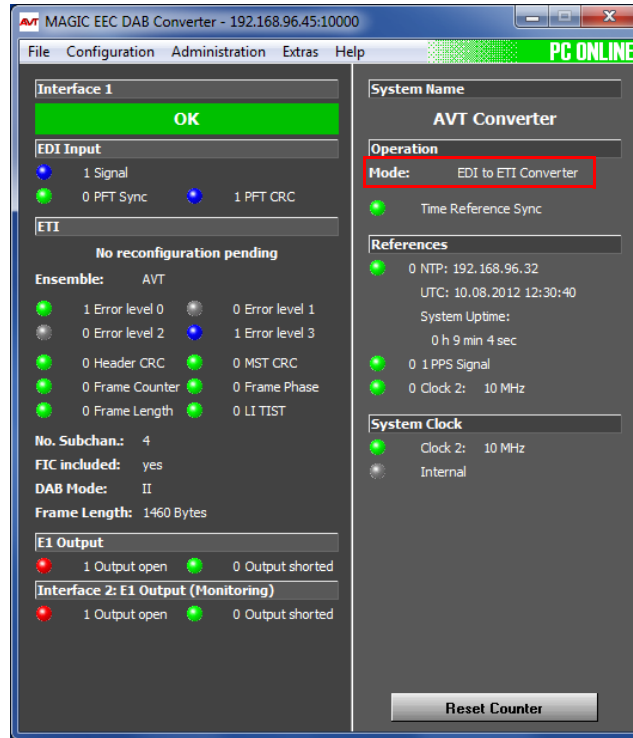 AVT MAGIC EEC DAB Converter - 192.168.96.45:10000
File Configuration Administration Extras Help PC ONLINE
Interface 1
OK
EDI Input
1 Signal
0 PFT Sync 1 PFT CRC
ETI
No reconfiguration pending
Ensemble: AVT
1 Error level 0 0 Error level 1
0 Error level 2 1 Error level 3
0 Header CRC 0 MST CRC
0 Frame Counter 0 Frame Phase
0 Frame Length 0 LI TIST
No. Subchan.: 4
FIC included: yes
DAB Mode: II
Frame Length: 1460 Bytes
E1 Output
1 Output open 0 Output shorted
Interface 2: E1 Output (Monitoring)
1 Output open 0 Output shorted
System Name
AVT Converter
Operation
Mode: EDI to ETI Converter
Time Reference Sync
References
0 NTP: 192.168.96.32
UTC: 10.08.2012 12:30:40
System Uptime:
0 h 9 min 4 sec
0 1 PPS Signal
0 Clock 2: 10 MHz
System Clock
Clock 2: 10 MHz
Internal
Reset Counter